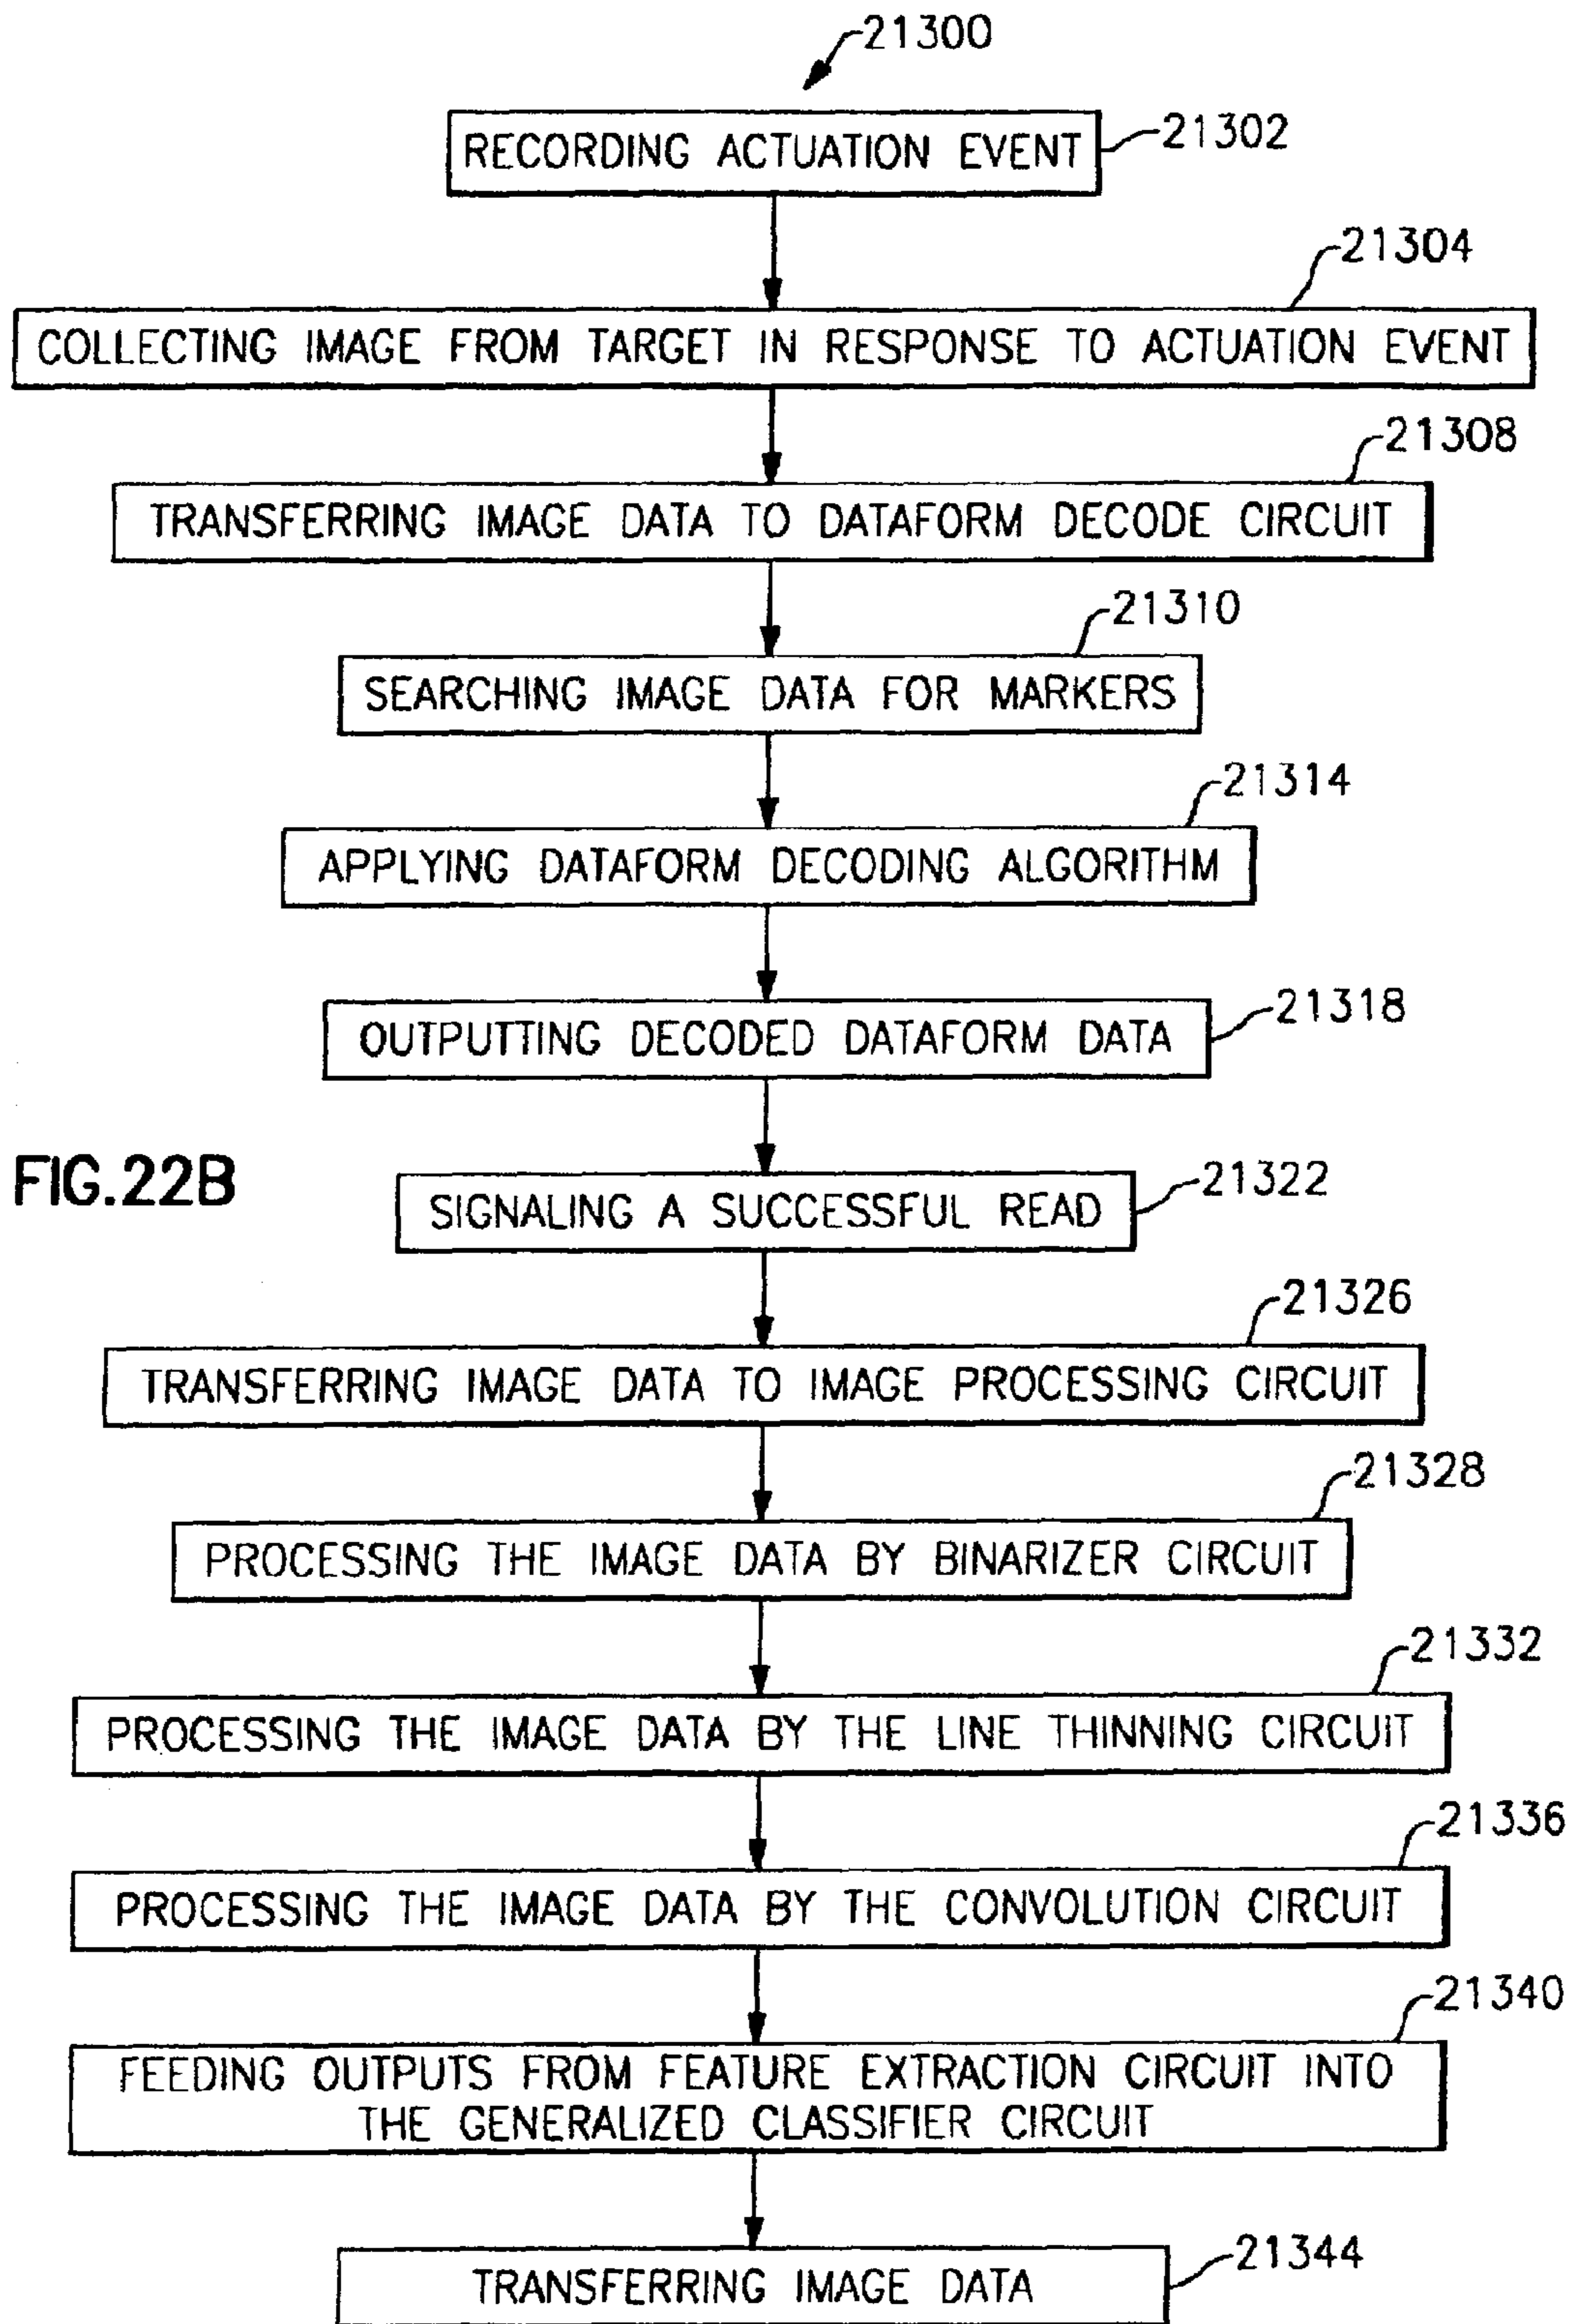 21300
RECORDING ACTUATION EVENT
21302
21304
COLLECTING IMAGE FROM TARGET IN RESPONSE TO ACTUATION EVENT
21308
TRANSFERRING IMAGE DATA TO DATAFORM DECODE CIRCUIT
21310
SEARCHING IMAGE DATA FOR MARKERS
21314
APPLYING DATAFORM DECODING ALGORITHM
21318
OUTPUTTING DECODED DATAFORM DATA
FIG.22B
21322
SIGNALING A SUCCESSFUL READ
21326
TRANSFERRING IMAGE DATA TO IMAGE PROCESSING CIRCUIT
21328
PROCESSING THE IMAGE DATA BY BINARIZER CIRCUIT
21332
PROCESSING THE IMAGE DATA BY THE LINE THINNING CIRCUIT
21336
PROCESSING THE IMAGE DATA BY THE CONVOLUTION CIRCUIT
21340
FEEDING OUTPUTS FROM FEATURE EXTRACTION CIRCUIT INTO
THE GENERALIZED CLASSIFIER CIRCUIT
21344
TRANSFERRING IMAGE DATA